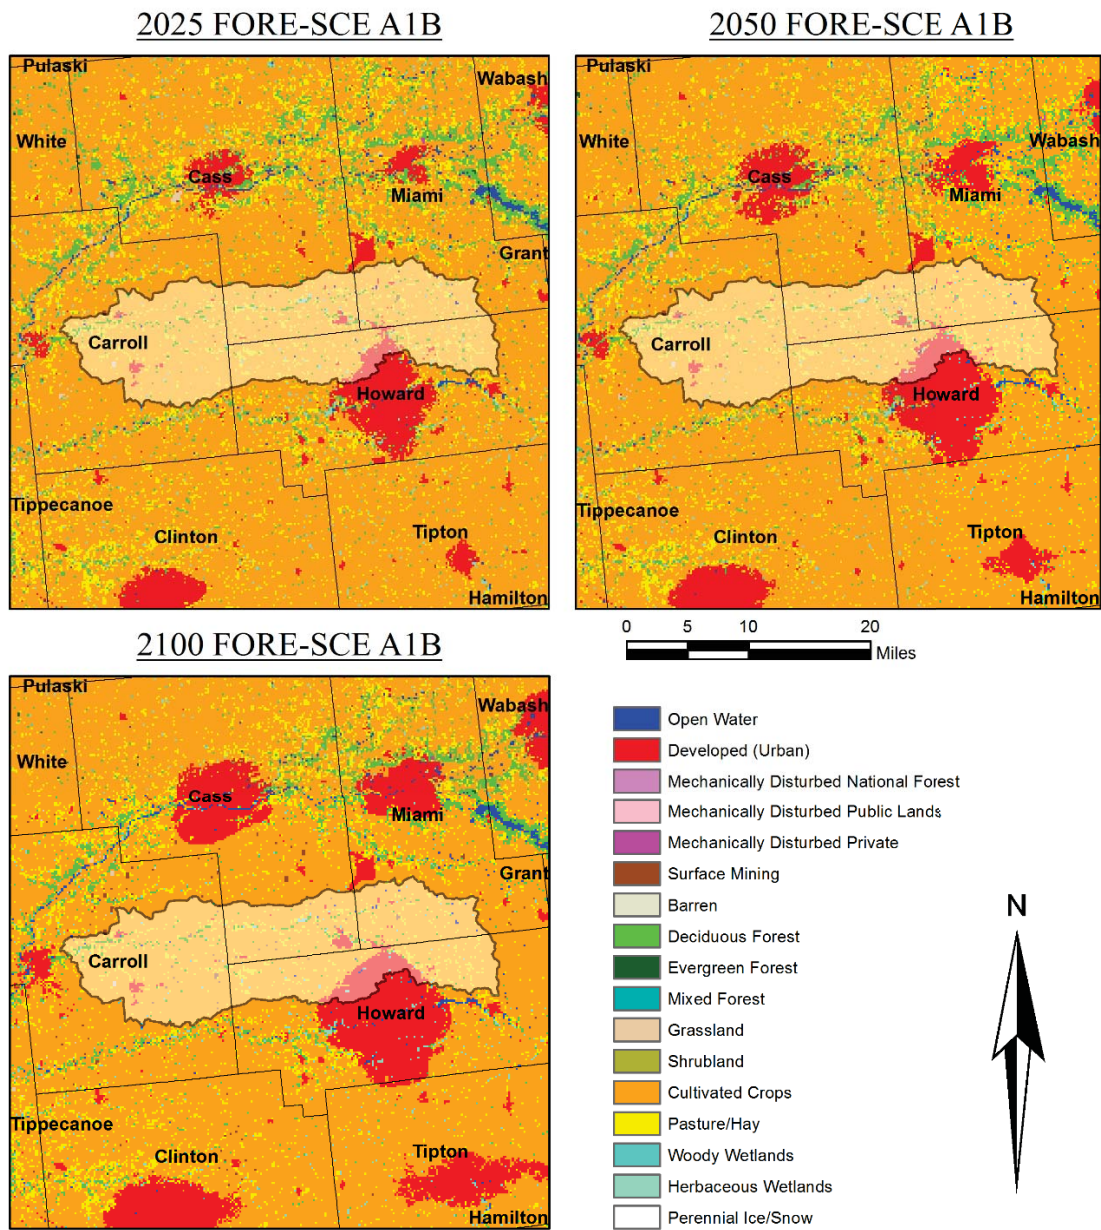 2025 FORE-SCE A1B
Pulaski
Wabash
White
Cass
Miami
Grant
Carroll
Howard
Tippecanoe
Clinton
Tipton
Hamilton
2050 FORE-SCE A1B
Pulaski
White
Wabash
Cass
Miami
Grant
Carroll
Howard
Tippecanoe
Clinton
Tipton
Hamilton
2100 FORE-SCE A1B
Pulaski
Wabash
White
Cass
Miami
Grant
Carroll
Howard
Tippecanoe
Clinton
Tipton
Hamilton
0 5 10 20
Miles
Open Water
Developed (Urban)
Mechanically Disturbed National Forest
Mechanically Disturbed Public Lands
Mechanically Disturbed Private
Surface Mining
Barren
Deciduous Forest
Evergreen Forest
Mixed Forest
Grassland
Shrubland
Cultivated Crops
Pasture/Hay
Woody Wetlands
Herbaceous Wetlands
Perennial Ice/Snow
N